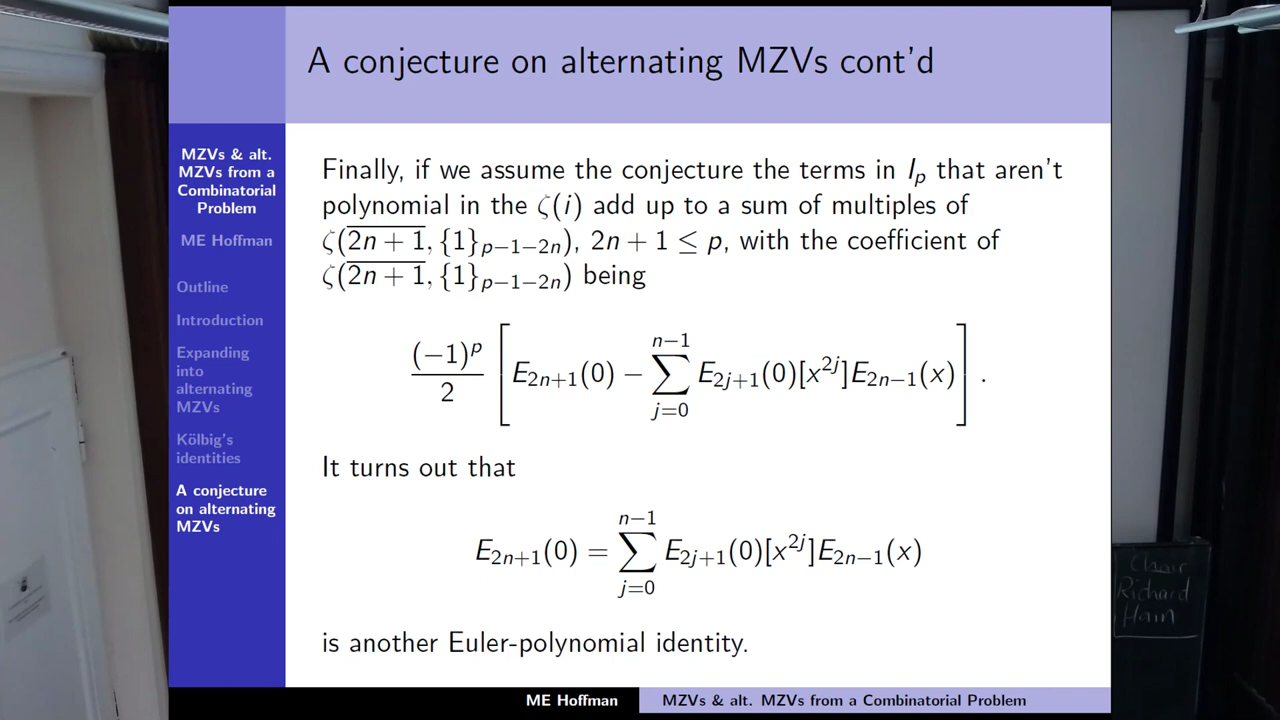 A conjecture on alternating MZVs cont'd
MZVs & alt.
MZVs from a
Combinatorial
Problem
ME Hoffman
Outline
Introduction
Expanding
into
alternating
MZVs
Kölbig's
identities
A conjecture
on alternating
MZVs
Finally, if we assume the conjecture the terms in I_p that aren't
polynomial in the ζ(i) add up to a sum of multiples of
ζ(\overline{2n + 1}, {1}_{p−1−2n}), 2n + 1 ≤ p, with the coefficient of
ζ(\overline{2n + 1}, {1}_{p−1−2n}) being
\frac{(−1)^p}{2} [E_{2n+1}(0) − \sum_{j=0}^{n−1} E_{2j+1}(0)[x^{2j}]E_{2n−1}(x)].
It turns out that
E_{2n+1}(0) = \sum_{j=0}^{n−1} E_{2j+1}(0)[x^{2j}]E_{2n−1}(x)
is another Euler-polynomial identity.
ME Hoffman
MZVs & alt. MZVs from a Combinatorial Problem
Chair
Richard
Hain